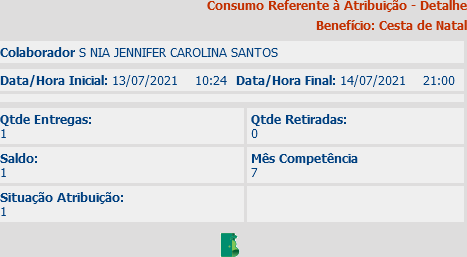 Consumo Referente à Atribuição - Detalhe
Benefício: Cesta de Natal
Colaborador S NIA JENNIFER CAROLINA SANTOS
Data/Hora Inicial: 13/07/2021 10:24 Data/Hora Final: 14/07/2021 21:00
Qtde Entregas: Qtde Retiradas:
1 0
Saldo: Mês Competência
1 7
Situação Atribuição:
1